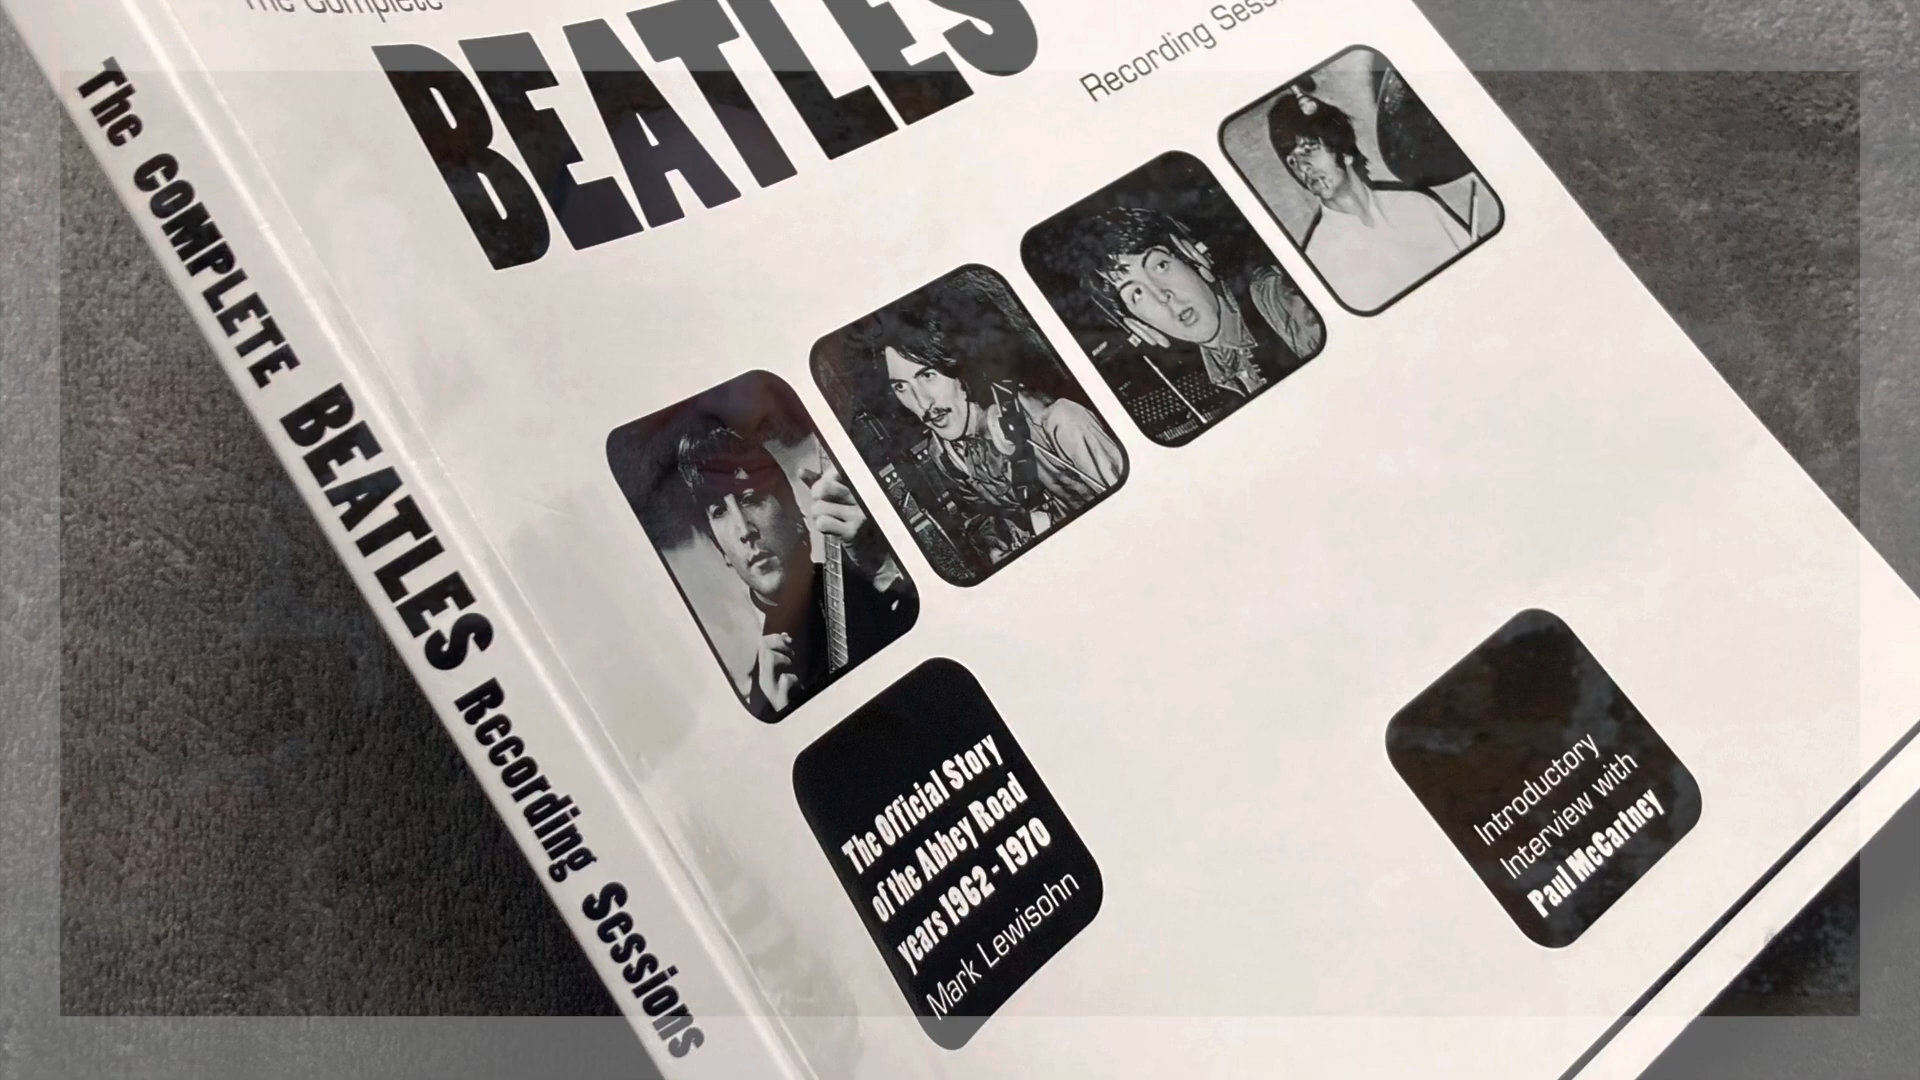 The Complete
BEATLES
Recording Sess
The COMPLETE BEATLES Recording Sessions
The Official Story
of the Abbey Road
years 1962 - 1970
Mark Lewisohn
Introductory
Interview with
Paul McCartney